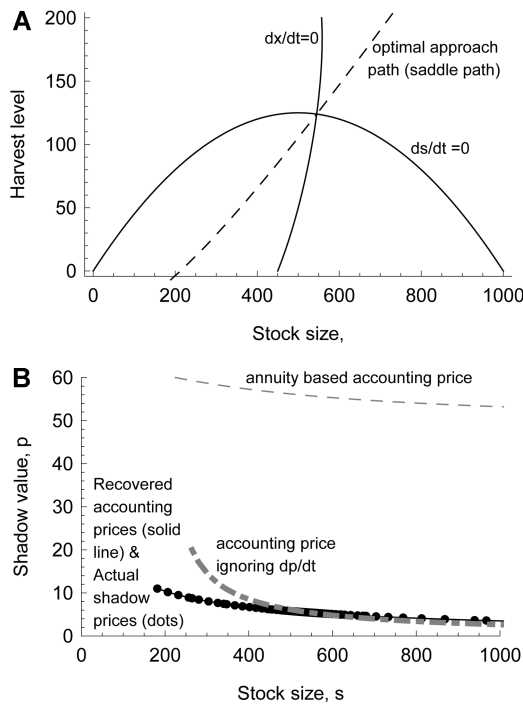 A
200
150
100
50
0
Harvest level
dx/dt=0
optimal approach
path (saddle path)
ds/dt =0
0 200 400 600 800 1000
Stock size,
B
60
50
40
30
20
10
0
Shadow value, p
annuity based accounting price
Recovered
accounting
prices (solid
line) &
Actual
shadow
prices (dots)
accounting price
ignoring dp/dt
0 200 400 600 800 1000
Stock size, s